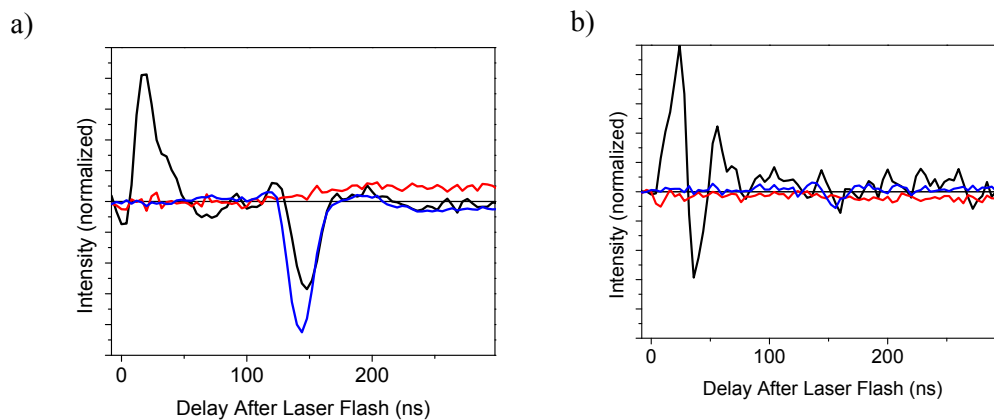 a)
Intensity (normalized)
0 100 200
Delay After Laser Flash (ns)
b)
Intensity (normalized)
0 100 200
Delay After Laser Flash (ns)